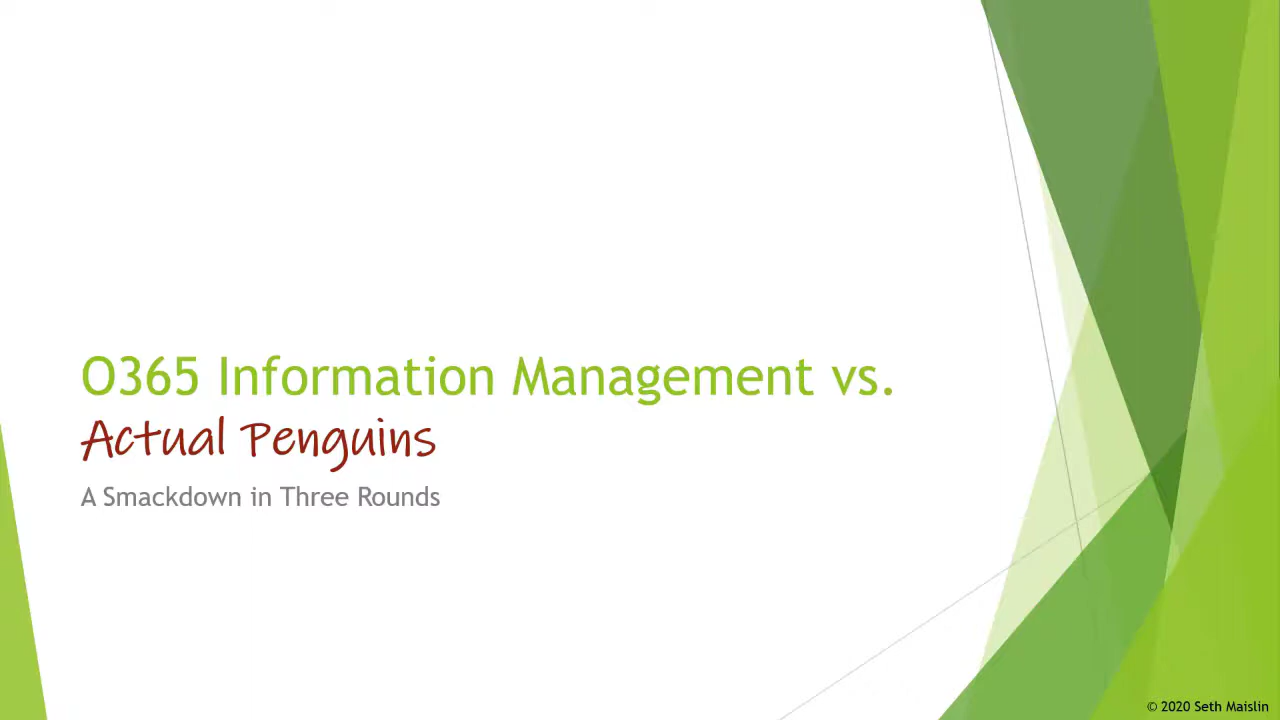 O365 Information Management vs.
Actual Penguins
A Smackdown in Three Rounds
© 2020 Seth Maislin